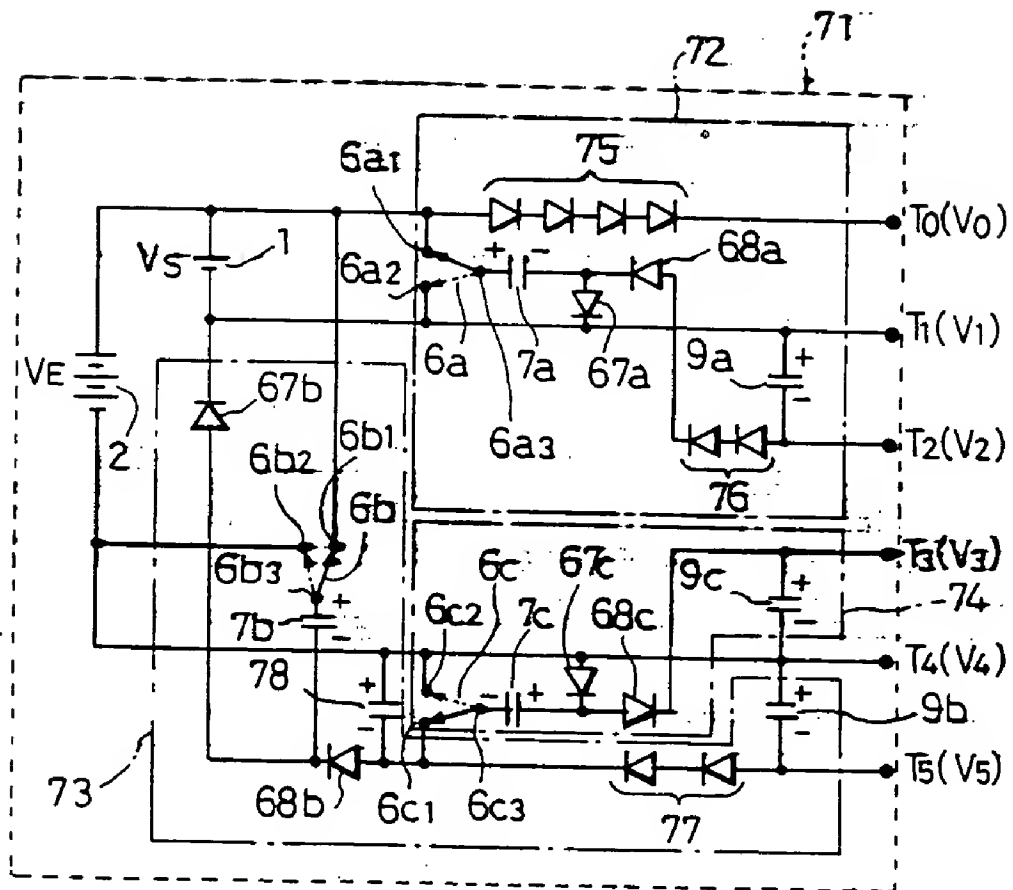 71
72
6a1
75
T0(V0)
VS
1
6a2
+ -
68a
6a
7a
67a
9a
+
-
T1(V1)
VE
2
67b
6a3
6b1
6b2
6b
76
T2(V2)
6b3
+
7b
-
6c
67c
9c
+
-
T3(V3)
74
6c2
7c
68c
- +
78
+
-
T4(V4)
+
-
9b
73
68b
6c1
6c3
77
T5(V5)